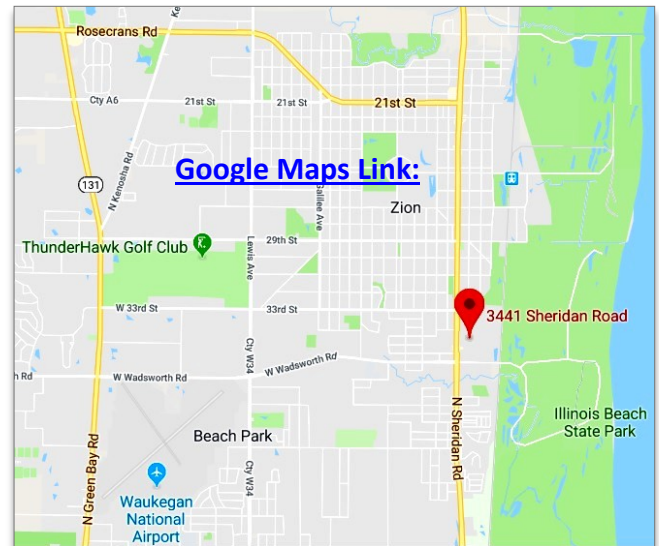 Ke
Rosecrans Rd
Cty A6
21st St
21st St
21st St
N Kenosha Rd
Google Maps Link:
131
Galilee Ave
Zion
ThunderHawk Golf Club
Lewis Ave
29th St
W 33rd St
33rd St
3441 Sheridan Road
Cty W34
W Wadsworth Rd
h Rd
W Wadsworth Rd
N Sheridan Rd
Illinois Beach
State Park
Beach Park
N Green Bay Rd
Cty W34
Waukegan
National
Airport